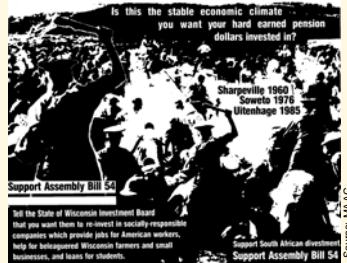 Is this the stable economic climate
you want your hard earned pension
dollars invested in?
Sharpeville 1960
Soweto 1976
Uitenhage 1985
Support Assembly Bill 54
Tell the State of Wisconsin Investment Board
that you want them to re-invest in socially-responsible
companies which provide jobs for American workers,
help for beleaguered Wisconsin farmers and small
businesses, and loans for students.
Support South African divestment.
Support Assembly Bill 54
Source: MAAC